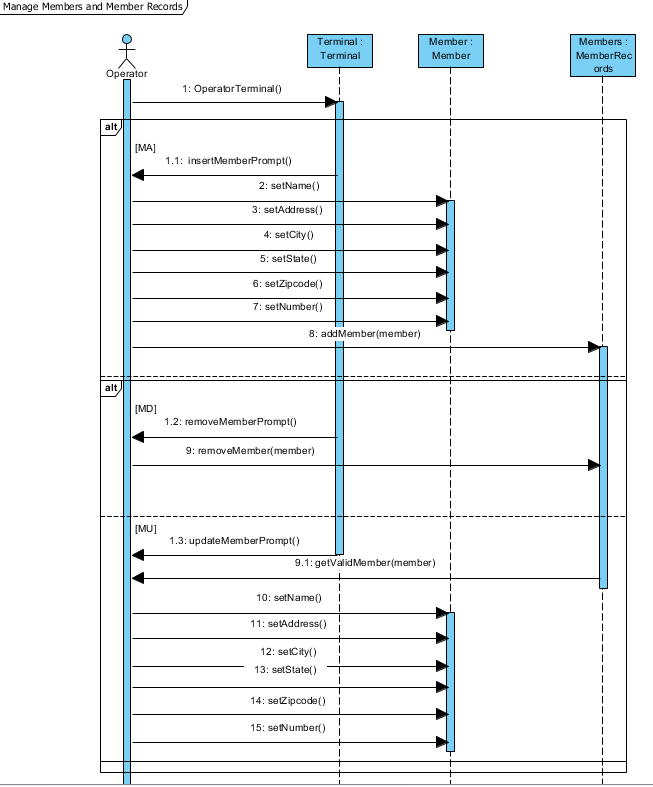 Manage Members and Member Records
Operator
Terminal :
Terminal
Member :
Member
Members :
MemberRec
ords
1: OperatorTerminal()
alt
[MA]
1.1: insertMemberPrompt()
2: setName()
3: setAddress()
4: setCity()
5: setState()
6: setZipcode()
7: setNumber()
8: addMember(member)
alt
[MD]
1.2: removeMemberPrompt()
9: removeMember(member)
[MU]
1.3: updateMemberPrompt()
9.1: getValidMember(member)
10: setName()
11: setAddress()
12: setCity()
13: setState()
14: setZipcode()
15: setNumber()